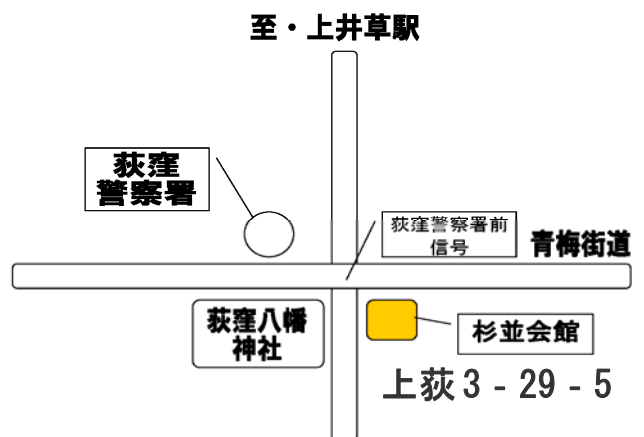 至・上井草駅
荻窪
警察署
荻窪警察署前
信号
青梅街道
荻窪八幡
神社
杉並会館
上荻3-29-5